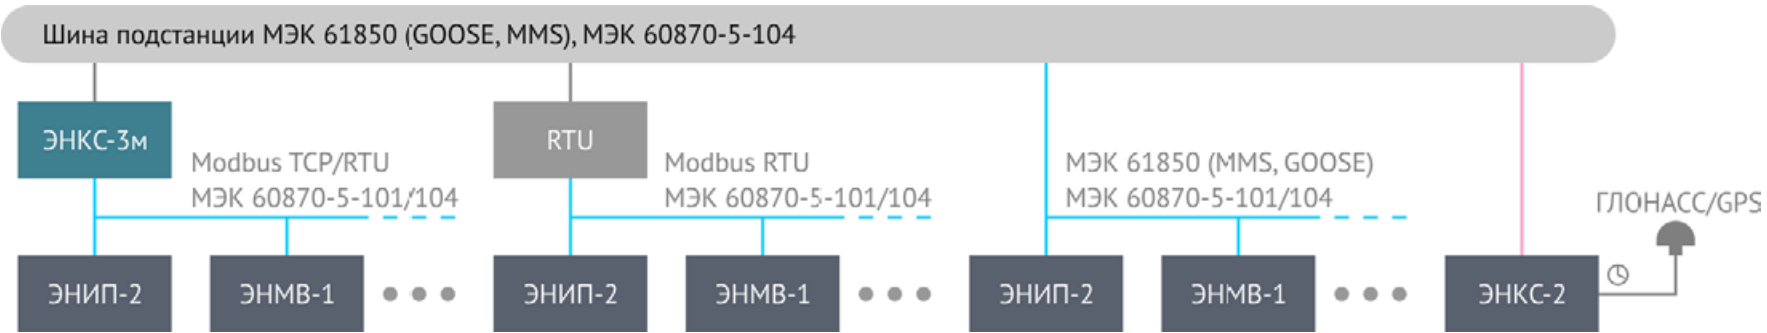 Шина подстанции МЭК 61850 (GOOSE, MMS), МЭК 60870-5-104
ЭНКС-3м
Modbus TCP/RTU
МЭК 60870-5-101/104
RTU
Modbus RTU
МЭК 60870-5-101/104
МЭК 61850 (MMS, GOOSE)
МЭК 60870-5-101/104
ГЛОНАСС/GPS
ЭНИП-2
ЭНМВ-1
ЭНИП-2
ЭНМВ-1
ЭНИП-2
ЭНМВ-1
ЭНКС-2